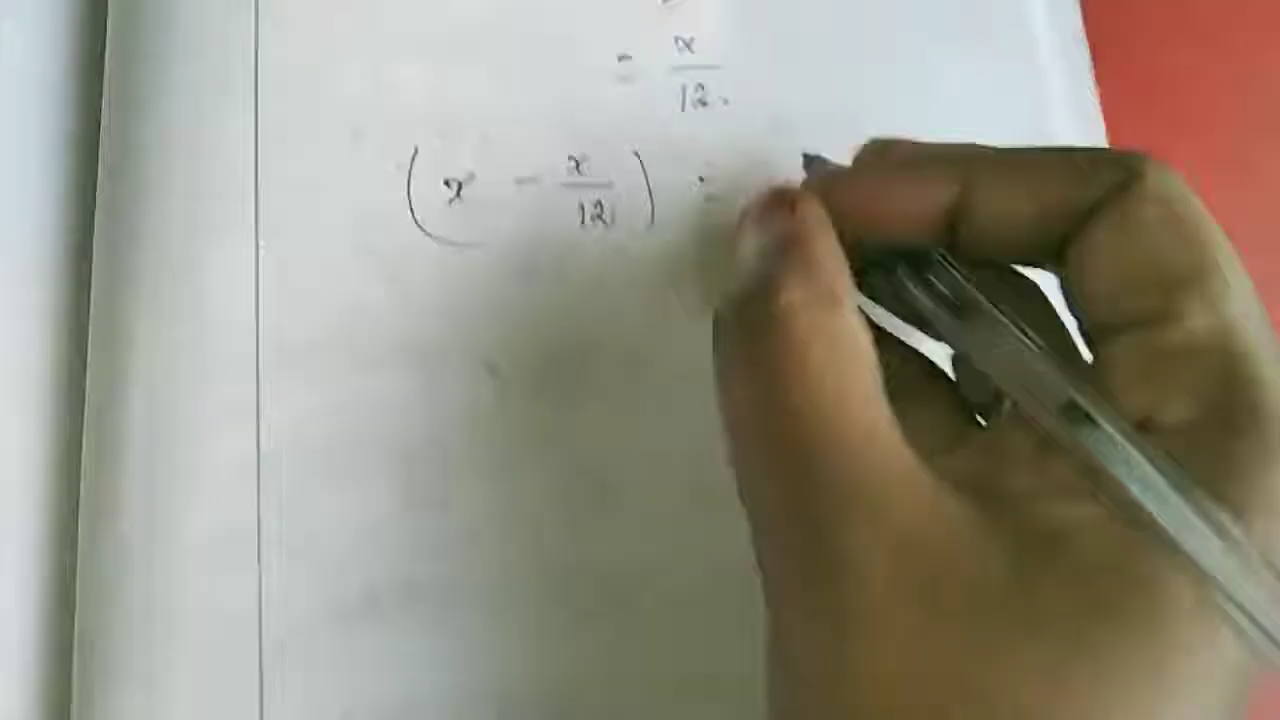 = x/12.
(x - x/12) =